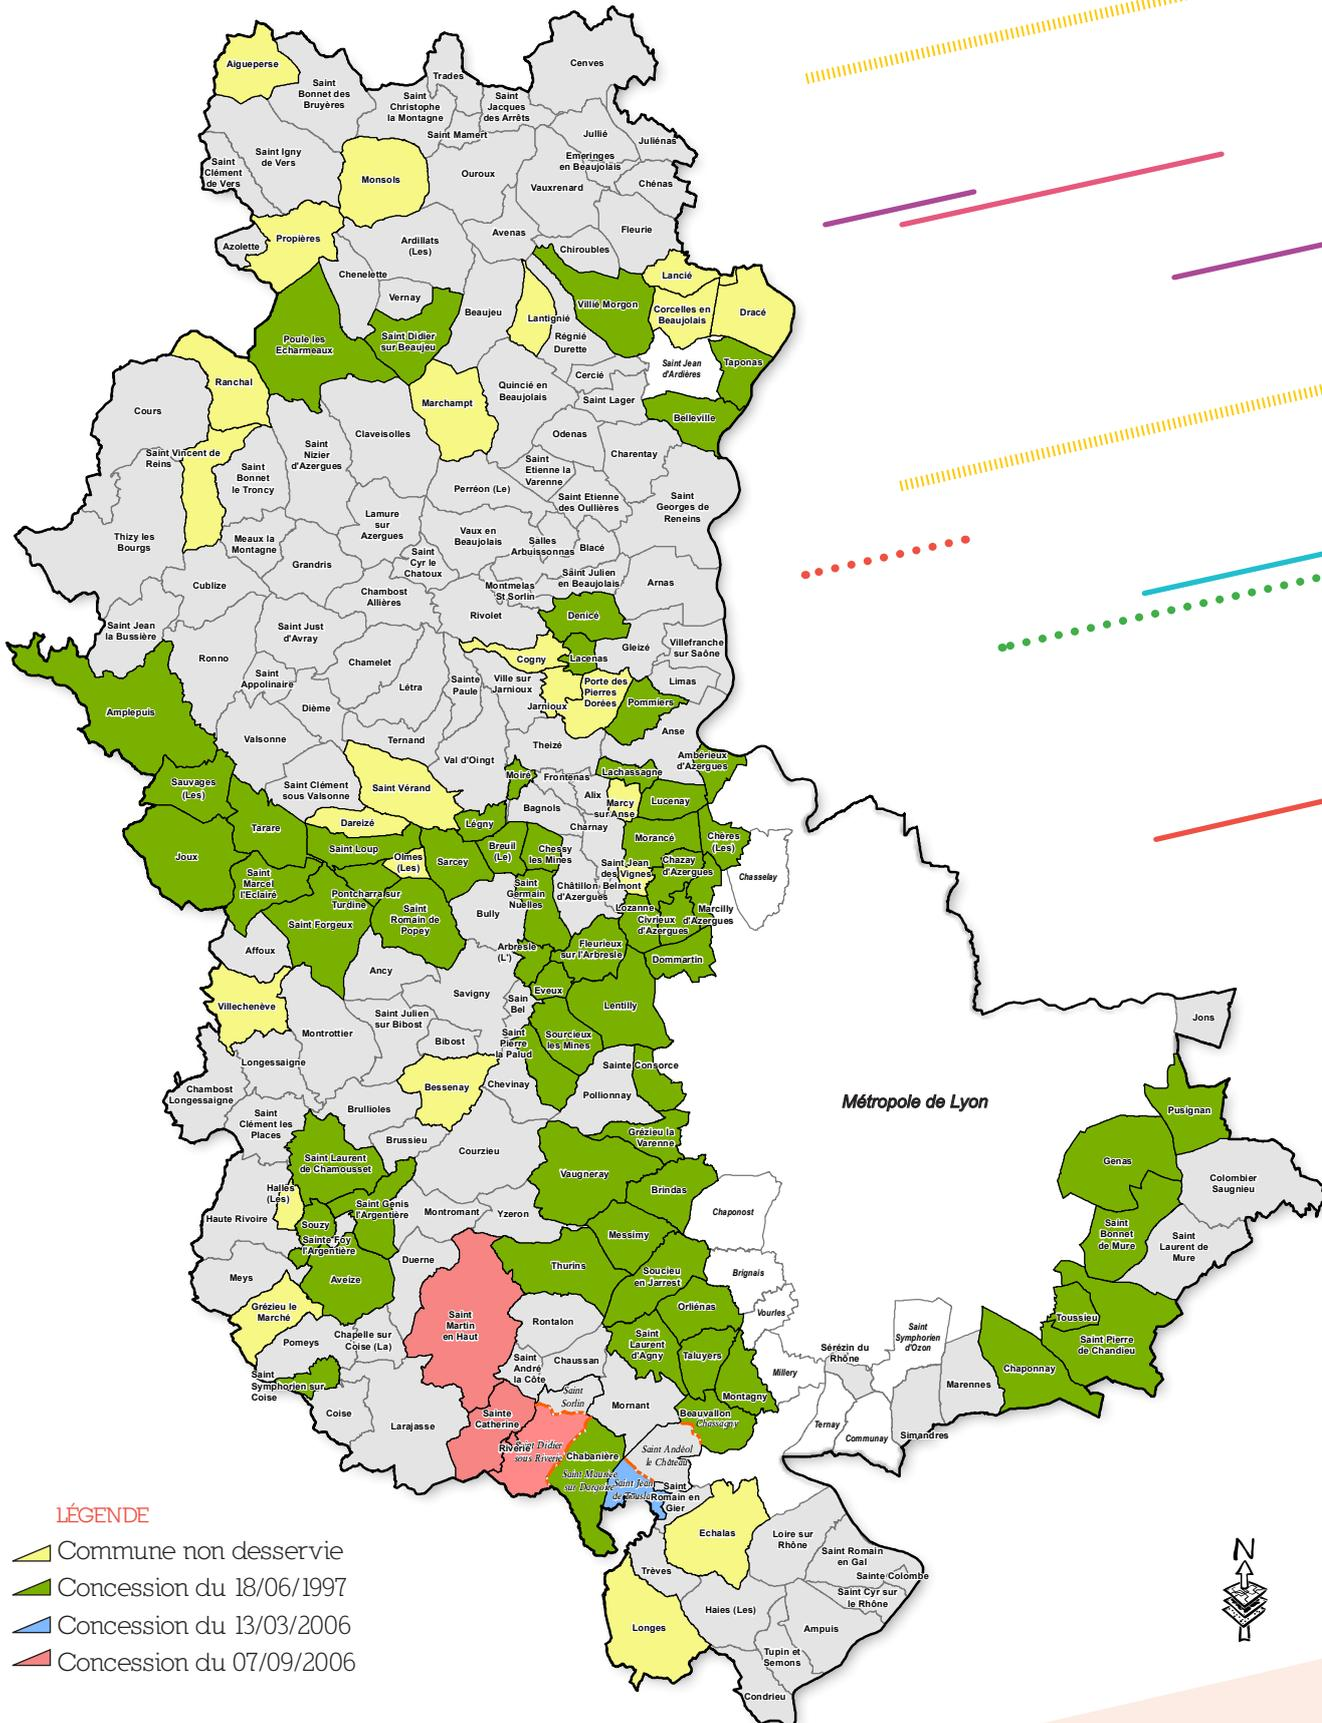 Aigueperse
Cenves
Trades
Saint
Bonnet des
Bruyères
Saint
Christophe
la Montagne
Saint
Jacques
des Arrêts
Saint Mamert
Jullié
Juliénas
Saint Igny
de Vers
Saint
Clément
de Vers
Monsols
Ouroux
Emeringes
en Beaujolais
Vauxrenard
Chénas
Propières
Azolette
Ardillats
(Les)
Avenas
Fleurie
Chiroubles
Chenelette
Vernay
Beaujeu
Lantignié
Villié Morgon
Lancié
Corcelles en
Beaujolais
Dracé
Poule les
Echarmeaux
Saint Didier
sur Beaujeu
Régnié
Durette
Saint Jean
d'Ardières
Taponas
Ranchal
Cercié
Marchampt
Quincié en
Beaujolais
Saint Lager
Belleville
Cours
Claveisolles
Odenas
Saint Vincent de
Reins
Saint
Nizier
d'Azergues
Charentay
Saint
Bonnet
le Troncy
Saint
Etienne la
Varenne
Perréon (Le)
Saint Etienne
des Oullières
Saint
Georges de
Reneins
Lamure
sur
Azergues
Thizy les
Bourgs
Meaux la
Montagne
Vaux en
Beaujolais
Salles
Arbuissonnas
Blacé
Grandris
Saint
Cyr le
Chatoux
Cublize
Chambost
Allières
Montmelas
St Sorlin
Saint Julien
en Beaujolais
Arnas
Rivolet
Denicé
Saint Jean
la Bussière
Saint Just
d'Avray
Gleizé
Villefranche
sur Saône
Ronno
Chamelet
Cogny
Lacenas
Saint
Appolinaire
Létra
Sainte
Paule
Ville sur
Jarnioux
Porte des
Pierres
Dorées
Limas
Amplepuis
Dième
Jarnioux
Pommiers
Valsonne
Ternand
Theizé
Anse
Val d'Oingt
Ambérieux
d'Azergues
Sauvages
(Les)
Saint Clément
sous Valsonne
Saint Vérand
Moiré
Frontenas
Lachassagne
Alix
Marcy
sur Anse
Lucenay
Bagnols
Tarare
Dareizé
Légny
Charnay
Morancé
Chères
(Les)
Joux
Saint Loup
Olmes
(Les)
Sarcey
Breuil
(Le)
Chessy
les Mines
Saint Jean
des Vignes
Belmont
Chazay
d'Azergues
Chasselay
Saint
Marcel
l'Eclairé
Pontcharra sur
Turdine
Saint
Germain
Nuelles
Châtillon
d'Azergues
Saint Forgeux
Saint
Romain de
Popey
Bully
Lozanne
Civrieux
d'Azergues
Marcilly
d'Azergues
Affoux
Arbresle
(L')
Fleurieux
sur l'Arbresle
Dommartin
Ancy
Villechenève
Savigny
Eveux
Sain
Bel
Lentilly
Jons
Montrottier
Saint Julien
sur Bibost
Bibost
Saint
Pierre
la Palud
Sourcieux
les Mines
Longessaigne
Sainte Consorce
Chambost
Longessaigne
Bessenay
Chevinay
Pollionnay
Métropole de Lyon
Pusignan
Saint
Clément les
Places
Brullioles
Brussieu
Grézieu la
Varenne
Courzieu
Saint Laurent
de Chamousset
Vaugneray
Genas
Colombier
Saugnieu
Halles
(Les)
Brindas
Haute Rivoire
Souzy
Saint Genis
l'Argentière
Montromant
Yzeron
Chaponost
Sainte Foy
l'Argentière
Messimy
Saint
Bonnet
de Mure
Saint
Laurent de
Mure
Meys
Aveize
Duerne
Thurins
Soucieu
en Jarrest
Brignais
Grézieu le
Marché
Orliénas
Vourles
Saint
Martin
en Haut
Rontalon
Toussieu
Pomeys
Chapelle sur
Coise (La)
Saint
Laurent
d'Agny
Taluyers
Saint
Symphorien
d'Ozon
Saint Pierre
de Chandieu
Saint
André
la Côte
Chaussan
Millery
Sérézin du
Rhône
Chaponnay
Marennes
Saint
Symphorien sur
Coise
Saint
Sorlin
Montagny
Mornant
Coise
Larajasse
Sainte
Catherine
Beauvallon
Chassagny
Ternay
Communay
Simandres
Riverie
Saint Didier
sous Riverie
Chabanière
Saint Andéol
le Château
Saint Maurice
sur Dargoire
Saint Jean
de Touslas
Saint
Romain en
Gier
Echalas
Loire sur
Rhône
Saint Romain
en Gal
Trèves
Sainte Colombe
Saint Cyr sur
le Rhône
Haies (Les)
Longes
Ampuis
Tupin et
Semons
Condrieu
LÉGENDE
Commune non desservie
Concession du 18/06/1997
Concession du 13/03/2006
Concession du 07/09/2006
N